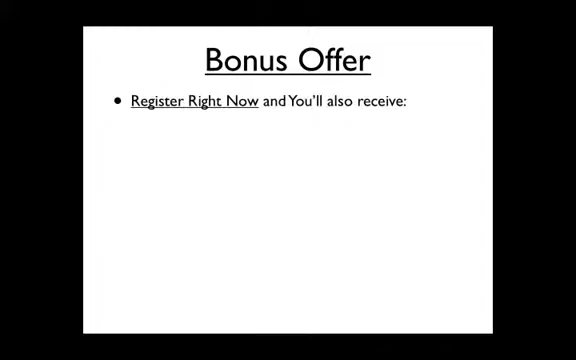 Bonus Offer
• Register Right Now and You'll also receive: